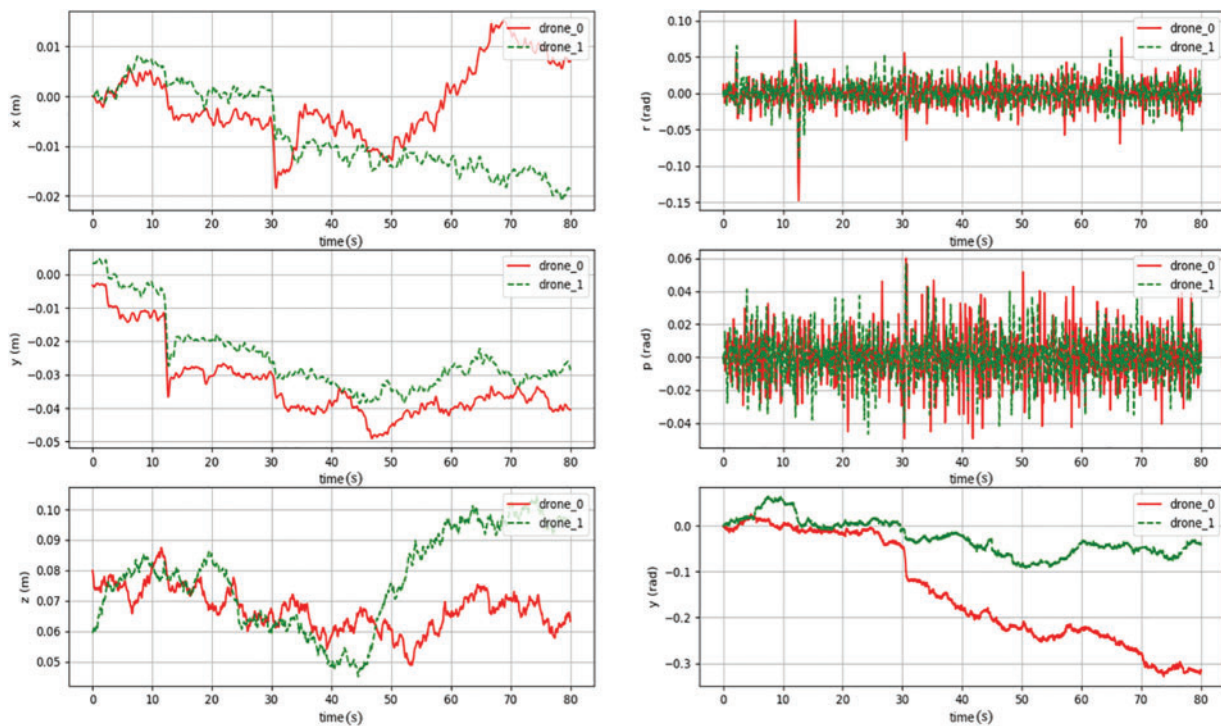 drone_0
drone_1
0.01
0.00
−0.01
−0.02
x (m)
0 10 20 30 40 50 60 70 80
time(s)
drone_0
drone_1
0.10
0.05
0.00
−0.05
−0.10
−0.15
r (rad)
0 10 20 30 40 50 60 70 80
time(s)
drone_0
drone_1
0.00
−0.01
−0.02
−0.03
−0.04
−0.05
y (m)
0 10 20 30 40 50 60 70 80
time(s)
drone_0
drone_1
0.06
0.04
0.02
0.00
−0.02
−0.04
p (rad
0 10 20 30 40 50 60 70 80
time(s)
drone_0
drone_1
0.10
0.09
0.08
0.07
0.06
0.05
z (m)
0 10 20 30 40 50 60 70 80
time(s)
drone_0
drone_1
0.0
−0.1
−0.2
−0.3
y (rad)
0 10 20 30 40 50 60 70 80
time(s)